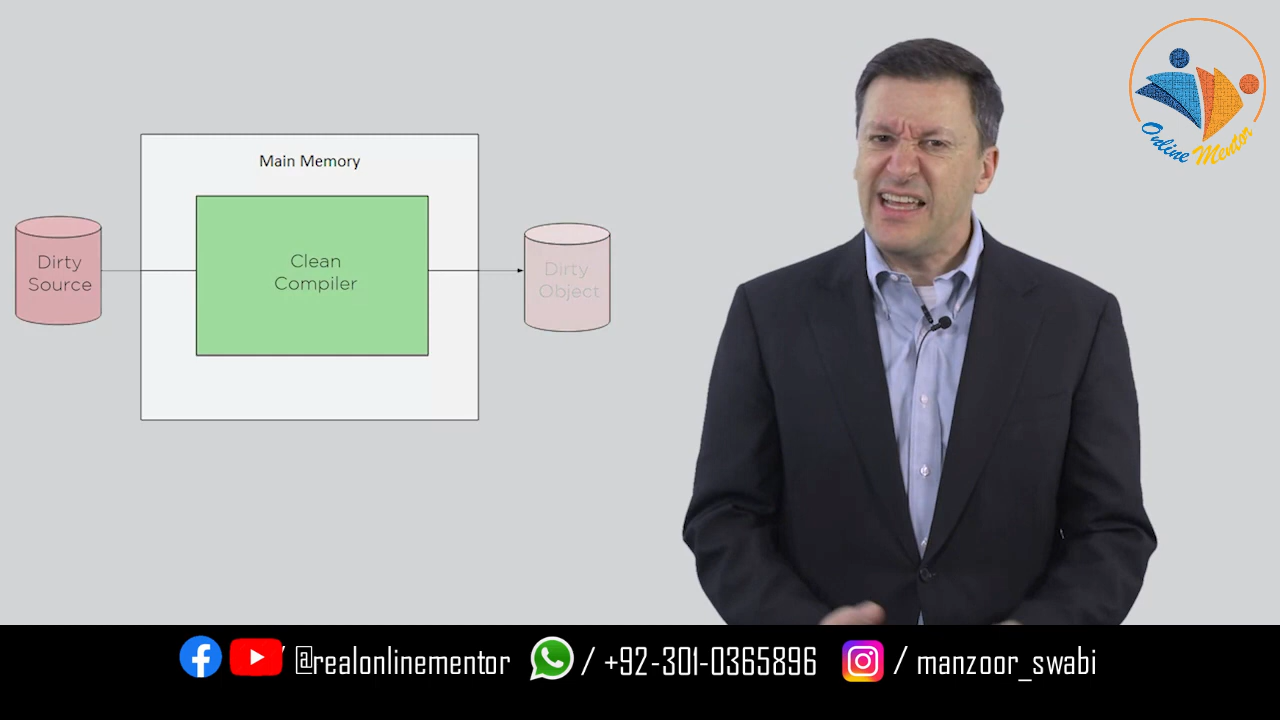 Main Memory
Dirty
Source
Clean
Compiler
Dirty
Object
Online Mentor
/ @realonlinementor / +92-301-0365896 / manzoor_swabi